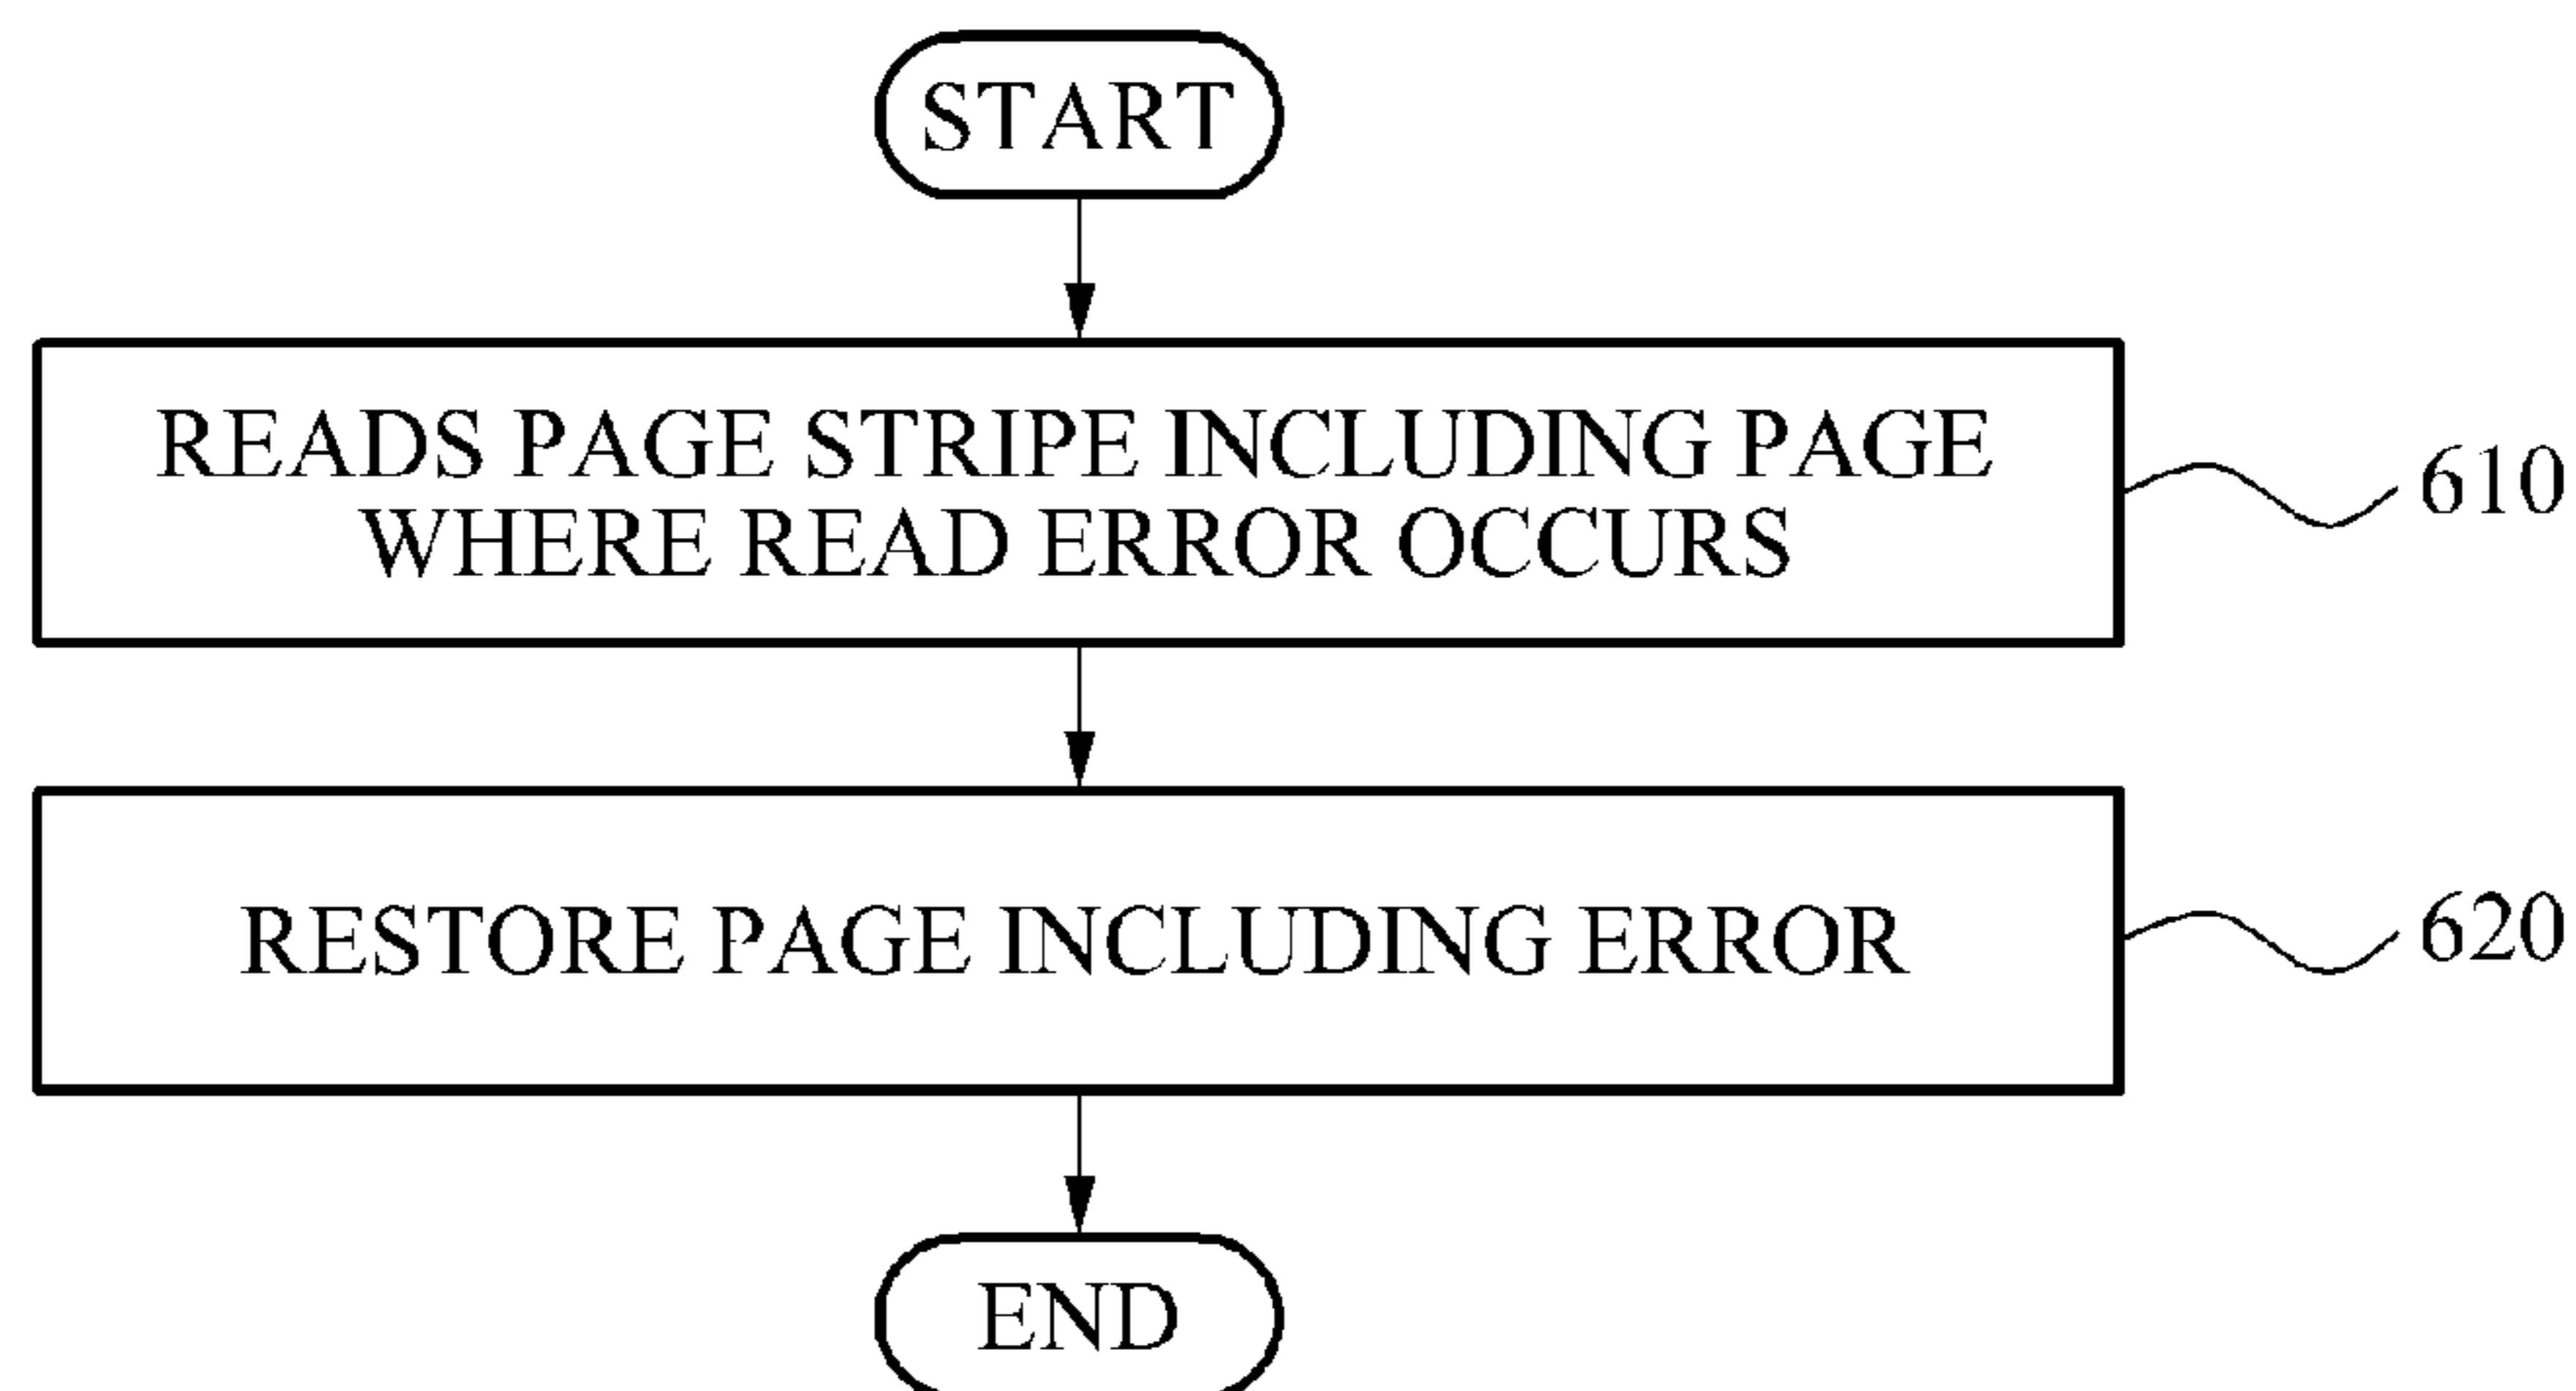 START
READS PAGE STRIPE INCLUDING PAGE
WHERE READ ERROR OCCURS
610
RESTORE PAGE INCLUDING ERROR
620
END